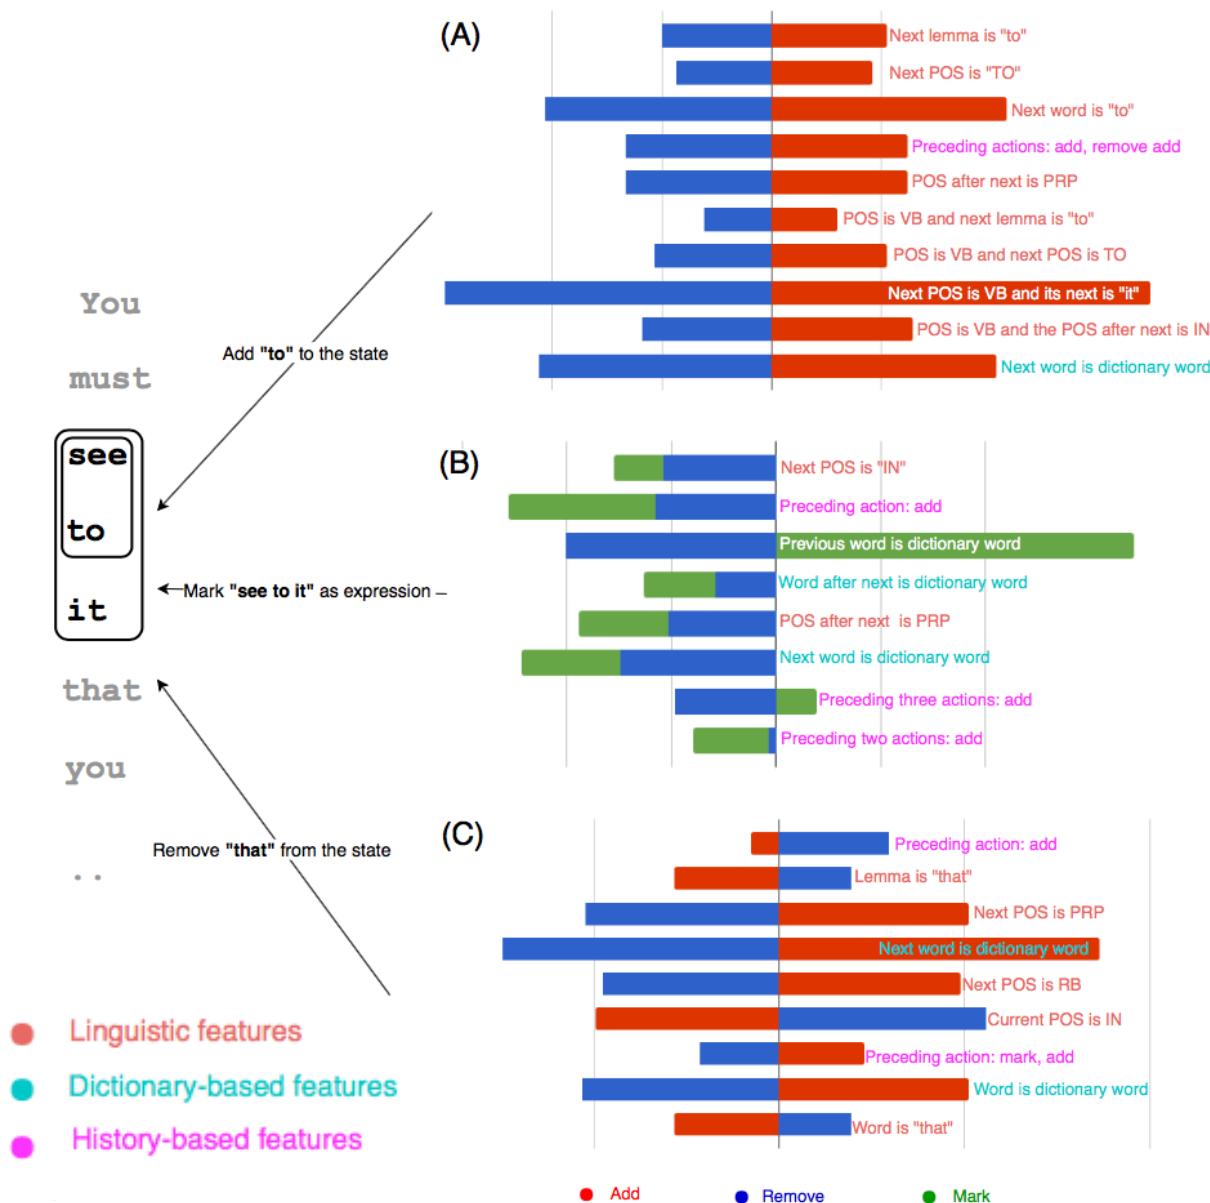 (A)
Next lemma is "to"
Next POS is "TO"
Next word is "to"
Preceding actions: add, remove add
POS after next is PRP
POS is VB and next lemma is "to"
POS is VB and next POS is TO
Next POS is VB and its next is "it"
POS is VB and the POS after next is IN
Next word is dictionary word
You
must
see
to
it
that
you
..
Add "to" to the state
Mark "see to it" as expression
Remove "that" from the state
(B)
Next POS is "IN"
Preceding action: add
Previous word is dictionary word
Word after next is dictionary word
POS after next is PRP
Next word is dictionary word
Preceding three actions: add
Preceding two actions: add
(C)
Preceding action: add
Lemma is "that"
Next POS is PRP
Next word is dictionary word
Next POS is RB
Current POS is IN
Preceding action: mark, add
Word is dictionary word
Word is "that"
Linguistic features
Dictionary-based features
History-based features
Add
Remove
Mark